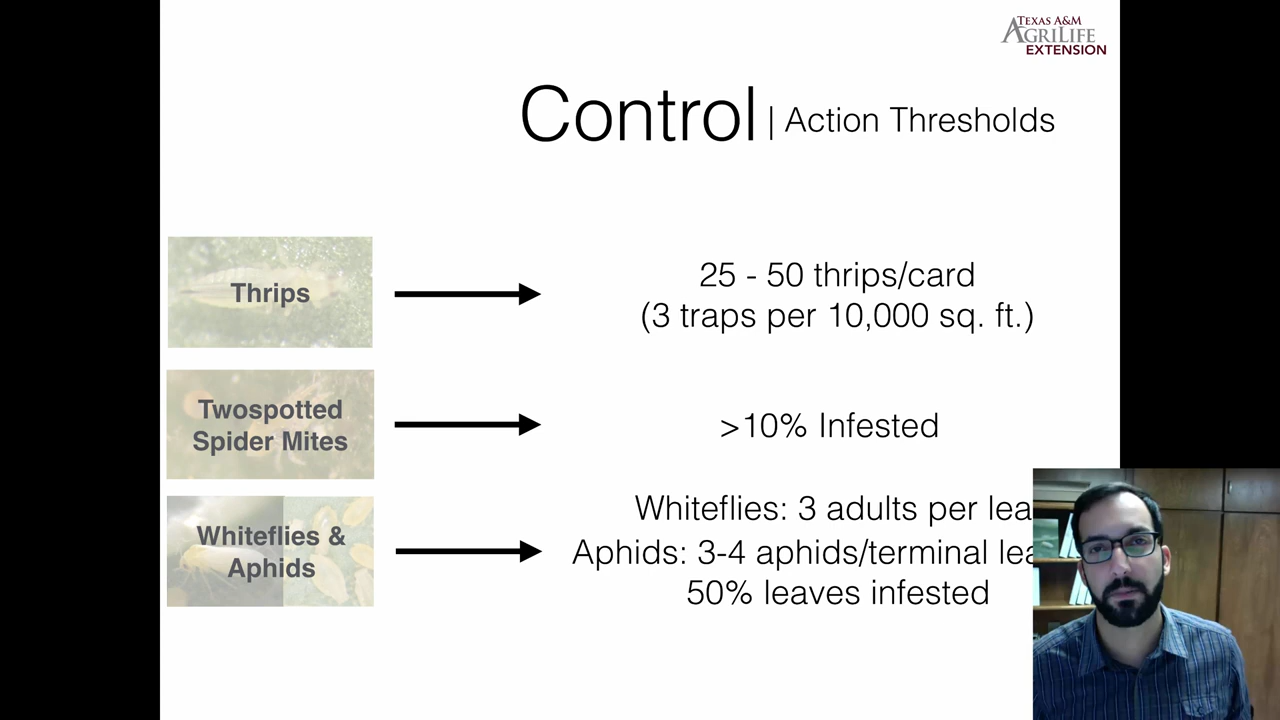 TEXAS A&M
AGRILIFE
EXTENSION
Control | Action Thresholds
Thrips
25 - 50 thrips/card
(3 traps per 10,000 sq. ft.)
Twospotted
Spider Mites
>10% Infested
Whiteflies &
Aphids
Whiteflies: 3 adults per lea
Aphids: 3-4 aphids/terminal lea
50% leaves infested